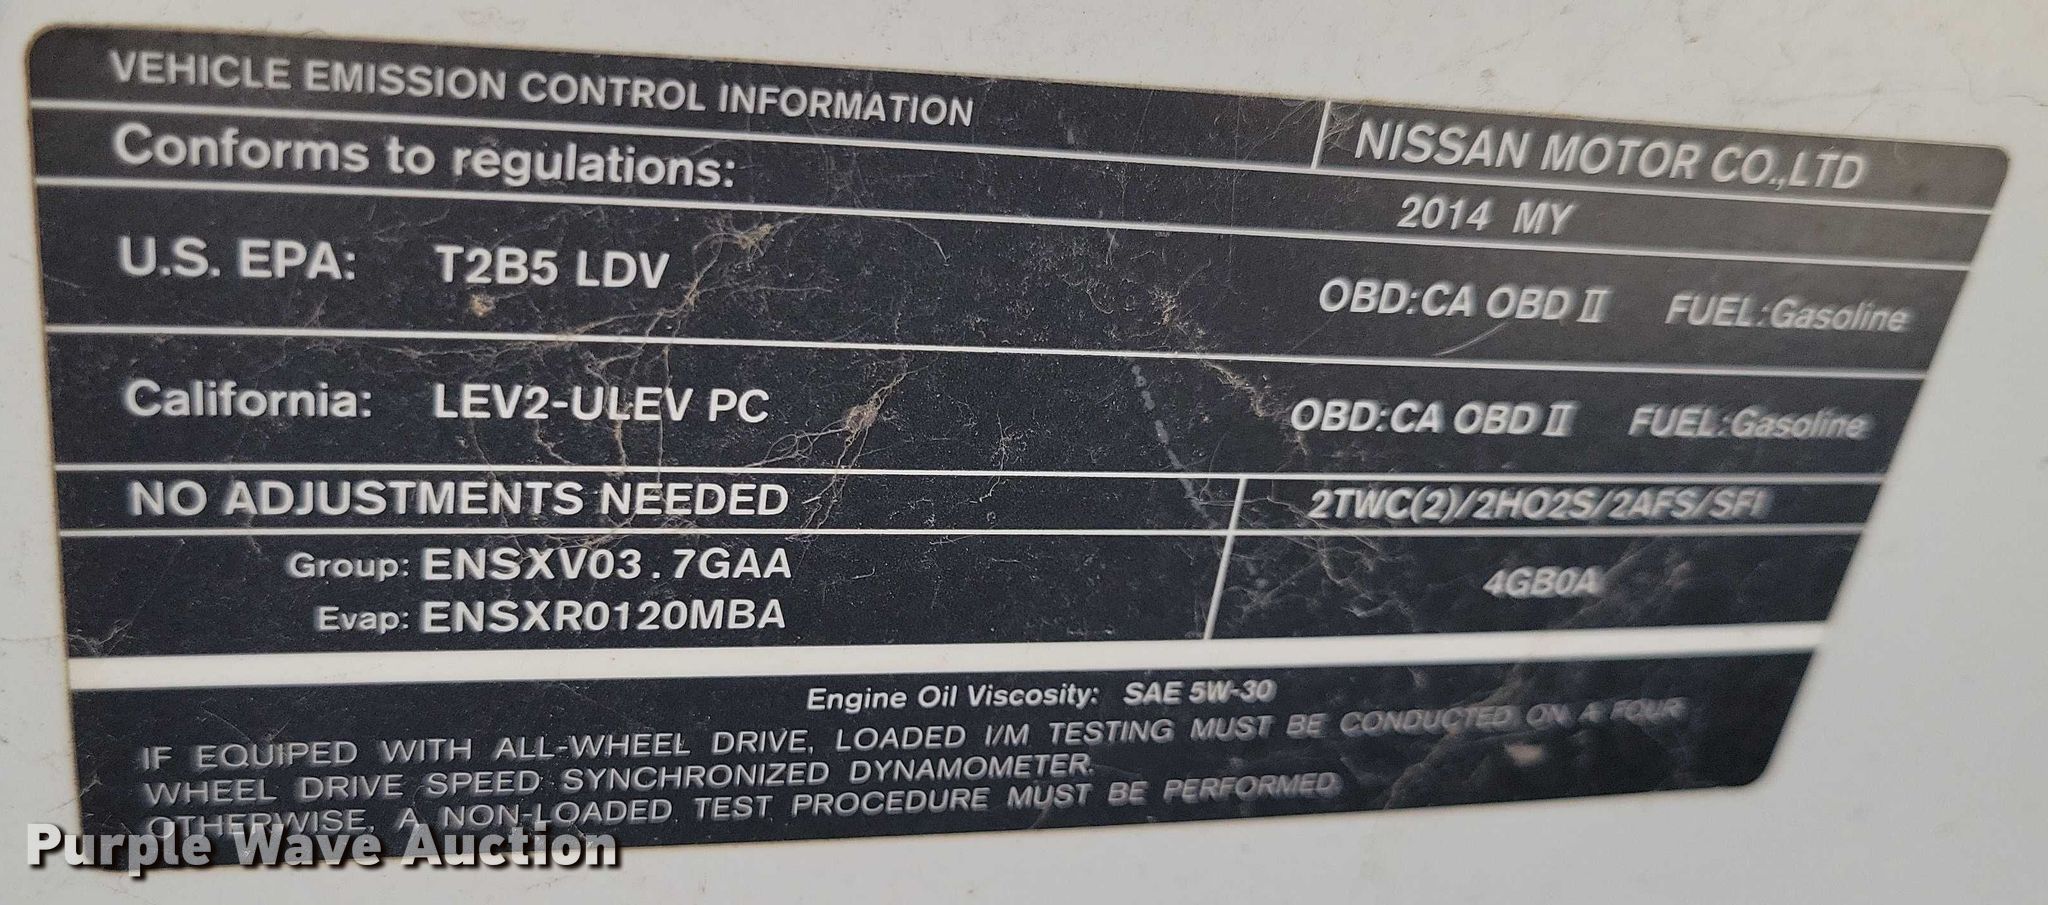 VEHICLE EMISSION CONTROL INFORMATION
NISSAN MOTOR CO.,LTD
Conforms to regulations:
2014 MY
U.S. EPA: T2B5 LDV OBD:CA OBD II FUEL:Gasoline
California: LEV2-ULEV PC OBD:CA OBD II FUEL:Gasoline
NO ADJUSTMENTS NEEDED 2TWC(2)/2HO2S/2AFS/SFI
Group: ENSXV03.7GAA
4GB0A
Evap: ENSXR0120MBA
Engine Oil Viscosity: SAE 5W-30
IF EQUIPED WITH ALL-WHEEL DRIVE, LOADED I/M TESTING MUST BE CONDUCTED ON A FOUR
WHEEL DRIVE SPEED SYNCHRONIZED DYNAMOMETER.
OTHERWISE, A NON-LOADED TEST PROCEDURE MUST BE PERFORMED.
Purple Wave Auction